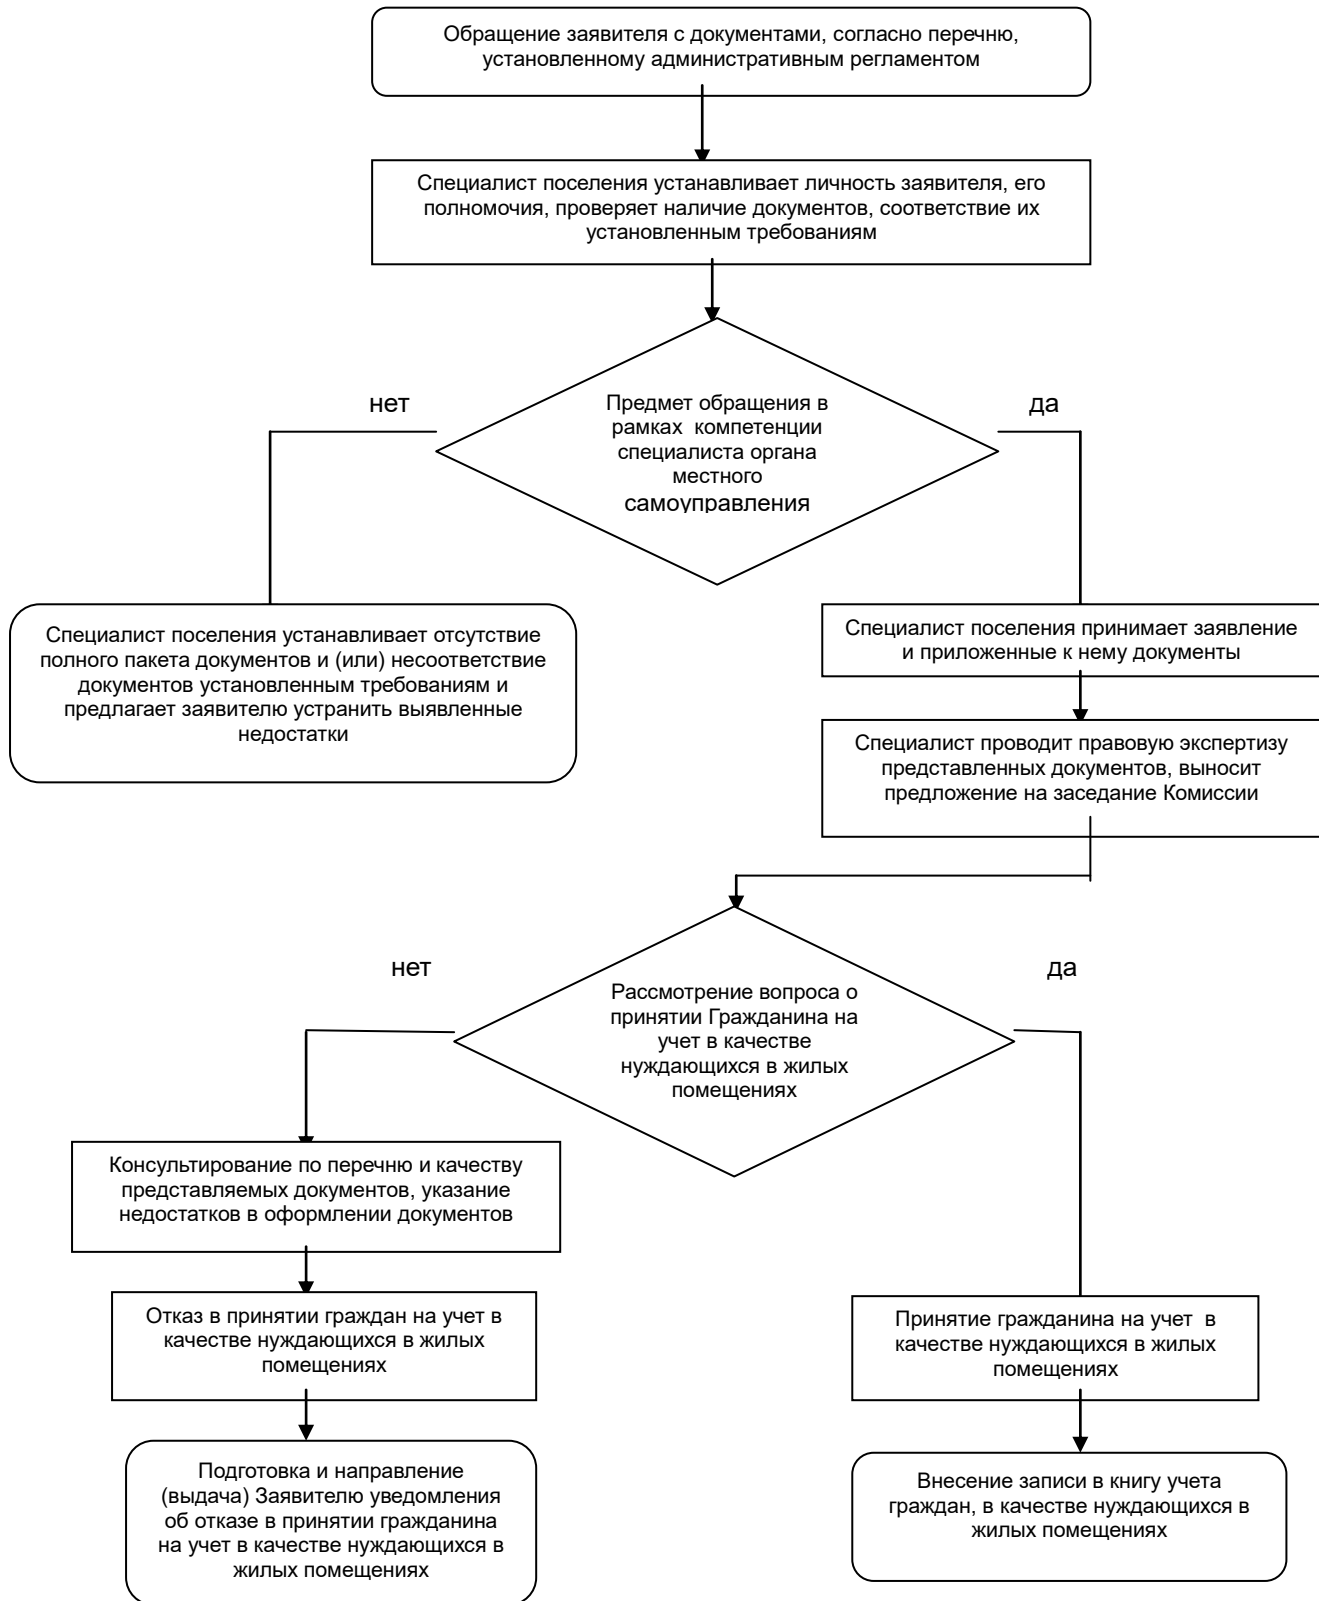 Обращение заявителя с документами, согласно перечню,
установленному административным регламентом
Специалист поселения устанавливает личность заявителя, его
полномочия, проверяет наличие документов, соответствие их
установленным требованиям
нет
да
Предмет обращения в
рамках компетенции
специалиста органа
местного
самоуправления
Специалист поселения устанавливает отсутствие
полного пакета документов и (или) несоответствие
документов установленным требованиям и
предлагает заявителю устранить выявленные
недостатки
Специалист поселения принимает заявление
и приложенные к нему документы
Специалист проводит правовую экспертизу
представленных документов, выносит
предложение на заседание Комиссии
нет
да
Рассмотрение вопроса о
принятии Гражданина на
учет в качестве
нуждающихся в жилых
помещениях
Консультирование по перечню и качеству
представляемых документов, указание
недостатков в оформлении документов
Отказ в принятии граждан на учет в
качестве нуждающихся в жилых
помещениях
Принятие гражданина на учет в
качестве нуждающихся в жилых
помещениях
Подготовка и направление
(выдача) Заявителю уведомления
об отказе в принятии гражданина
на учет в качестве нуждающихся в
жилых помещениях
Внесение записи в книгу учета
граждан, в качестве нуждающихся в
жилых помещениях